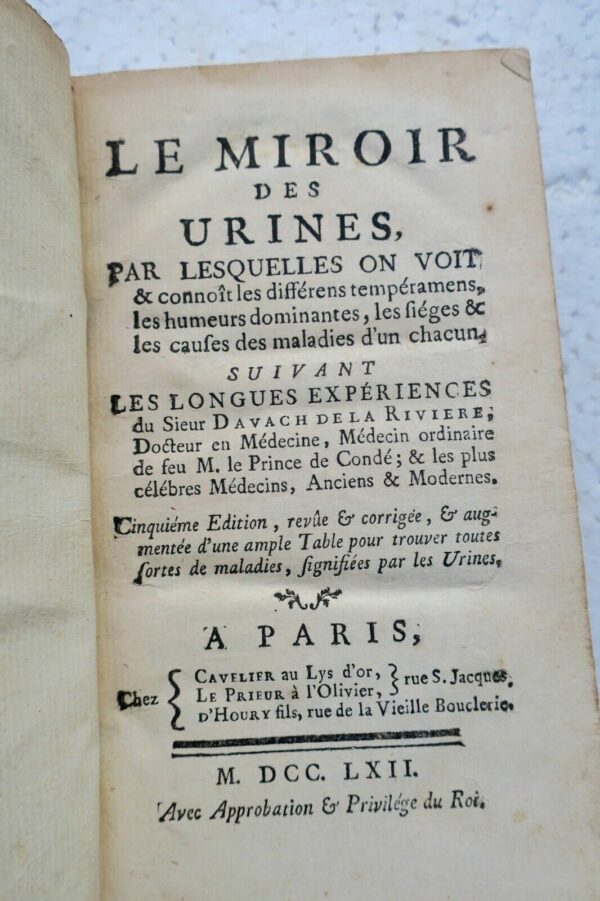 LE MIROIR
DES
URINES,
PAR LESQUELLES ON VOIT
& connoît les différens tempéramens,
les humeurs dominantes, les ſiéges &
les cauſes des maladies d'un chacun.
SUIVANT
LES LONGUES EXPÉRIENCES
du Sieur DAVACH DE LA RIVIERE,
Docteur en Médecine, Médecin ordinaire
de feu M. le Prince de Condé; & les plus
célébres Médecins, Anciens & Modernes.
Cinquiéme Edition, revûe & corrigée, & aug-
mentée d'une ample Table pour trouver toutes
ſortes de maladies, ſignifiées par les Urines.
A PARIS,
Chez { CAVELIER au Lys d'or, } rue S. Jacques.
LE PRIEUR à l'Olivier,
D'HOURY fils, rue de la Vieille Bouclerie.
M. DCC. LXII.
Avec Approbation & Privilége du Roi.